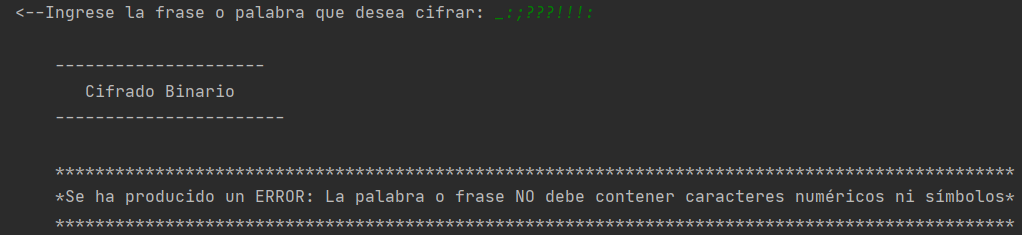 <--Ingrese la frase o palabra que desea cifrar: _:;???!!!:
---------------------
Cifrado Binario
-----------------------
************************************************************************************************
*Se ha producido un ERROR: La palabra o frase NO debe contener caracteres numéricos ni símbolos*
************************************************************************************************